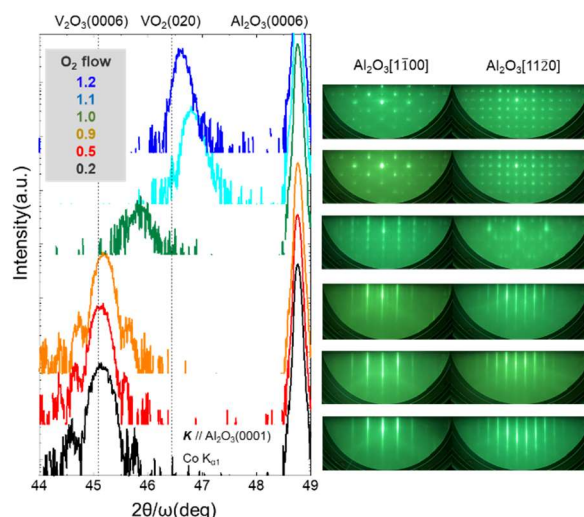 V₂O₃(0006) VO₂(020) Al₂O₃(0006)
O₂ flow
1.2
1.1
1.0
0.9
0.5
0.2
Al₂O₃[11̅00] Al₂O₃[112̅0]
Intensity(a.u.)
K // Al₂O₃(0001)
Co Kα1
44 45 46 47 48 49
2θ/ω(deg)